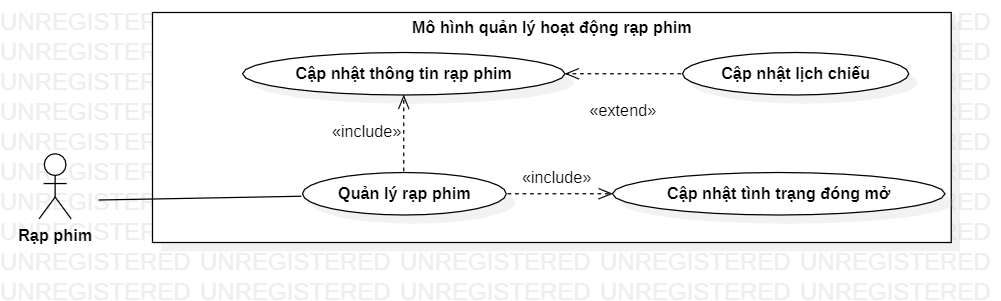 Mô hình quản lý hoạt động rạp phim
Cập nhật thông tin rạp phim
Cập nhật lịch chiếu
«extend»
«include»
«include»
Quản lý rạp phim
Cập nhật tình trạng đóng mở
Rạp phim
UNREGISTERED UNREGISTERED UNREGISTERED UNREGISTERED UNREGISTERED
UNREGISTERED UNREGISTERED UNREGISTERED UNREGISTERED UNREGISTERED